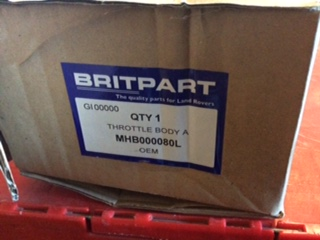 BRITPART
The quality parts for Land Rovers
GI00000
QTY 1
THROTTLE BODY A
MHB000080L
-OEM